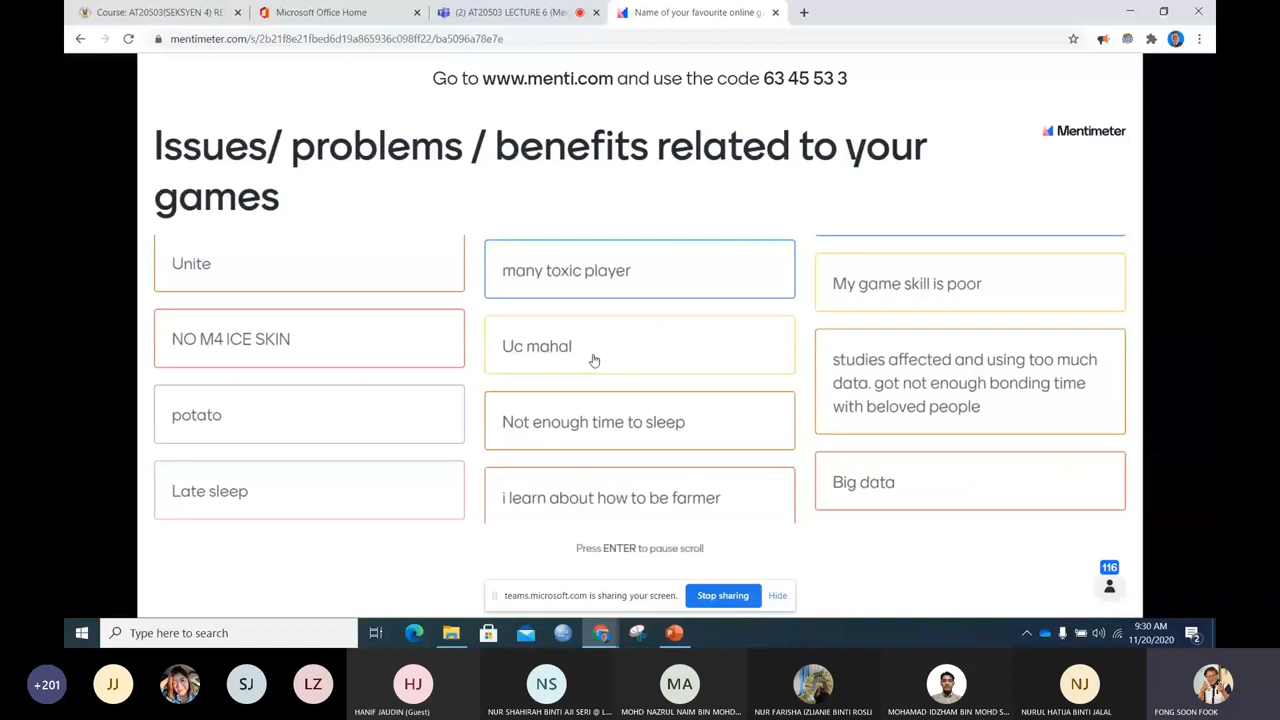 Course: AT20503(SEKSYEN 4) RE
Microsoft Office Home
(2) AT20503 LECTURE 6 (Mee
Name of your favourite online g
mentimeter.com/s/2b21f8e21fbed6d19a865936c098ff22/ba5096a78e7e
Go to www.menti.com and use the code 63 45 53 3
Mentimeter
Issues/ problems / benefits related to your
games
Unite
NO M4 ICE SKIN
potato
Late sleep
many toxic player
Uc mahal
Not enough time to sleep
i learn about how to be farmer
My game skill is poor
studies affected and using too much
data. got not enough bonding time
with beloved people
Big data
Press ENTER to pause scroll
116
teams.microsoft.com is sharing your screen.
Stop sharing
Hide
Type here to search
9:30 AM
11/20/2020
2
+201
JJ
SJ
LZ
HJ
NS
MA
NJ
HANIF JAUDIN (Guest)
NUR SHAHIRAH BINTI AJI SERI @ L...
MOHD NAZRUL NAIM BIN MOHD...
NUR FARISHA IZLIANIE BINTI ROSLI
MOHAMAD IDZHAM BIN MOHD S...
NURUL HATIJA BINTI JALAL
FONG SOON FOOK